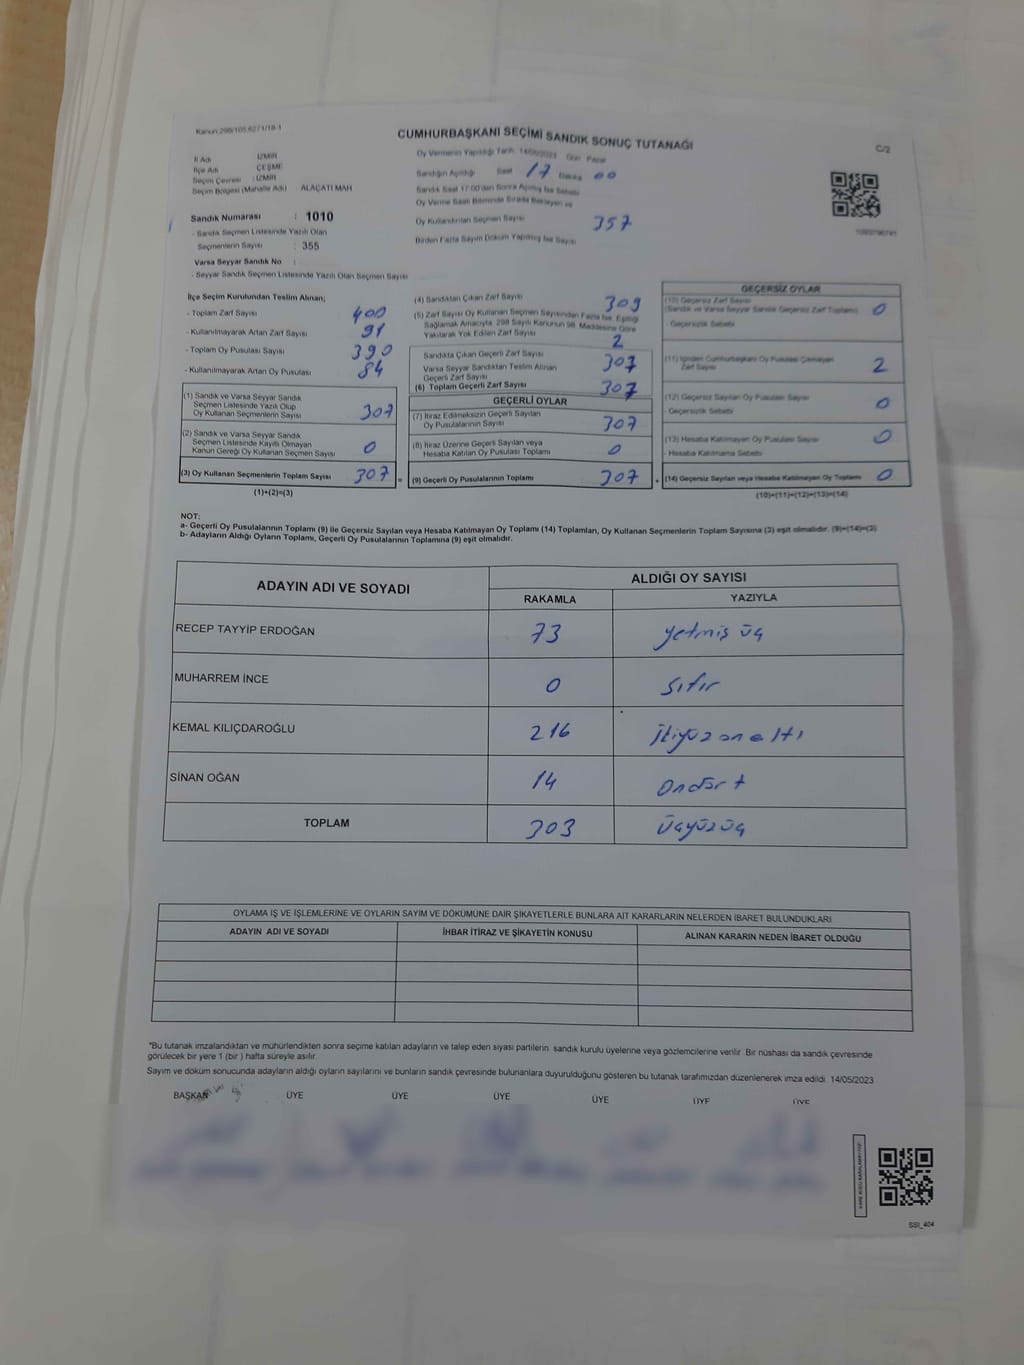 Kanun:298/105,6271/18-1
CUMHURBAŞKANI SEÇİMİ SANDIK SONUÇ TUTANAĞI
C/2
İl Adı : İZMİR
İlçe Adı : ÇEŞME
Seçim Çevresi : İZMİR
Seçim Bölgesi (Mahalle Adı) ALAÇATI MAH
Sandık Numarası : 1010
- Sandık Seçmen Listesinde Yazılı Olan
Seçmenlerin Sayısı : 355
Varsa Seyyar Sandık No :
- Seyyar Sandık Seçmen Listesinde Yazılı Olan Seçmen Sayısı
Oy Vermenin Yapıldığı Tarih: 14/05/2023 Gün: Pazar
Sandığın Açıldığı Saat 17 Dakika 00
Sandık Saat 17:00'den Sonra Açılmış İse Sebebi
Oy Verme Saati Bitiminde Sırada Bekleyen ve
Oy Kullandırılan Seçmen Sayısı 357
Birden Fazla Sayım Döküm Yapılmış İse Sayısı
İlçe Seçim Kurulundan Teslim Alınan;
- Toplam Zarf Sayısı 400
- Kullanılmayarak Artan Zarf Sayısı 91
- Toplam Oy Pusulası Sayısı 390
- Kullanılmayarak Artan Oy Pusulası 84
(1) Sandık ve Varsa Seyyar Sandık
Seçmen Listesinde Yazılı Olup
Oy Kullanan Seçmenlerin Sayısı 307
(2) Sandık ve Varsa Seyyar Sandık
Seçmen Listesinde Kayıtlı Olmayan
Kanun Gereği Oy Kullanan Seçmen Sayısı 0
(3) Oy Kullanan Seçmenlerin Toplam Sayısı 307 =
(1)+(2)=(3)
(4) Sandıktan Çıkan Zarf Sayısı 309
(5) Zarf Sayısı Oy Kullanan Seçmen Sayısından Fazla İse, Eşitliği
Sağlamak Amacıyla, 298 Sayılı Kanunun 98. Maddesine Göre
Yakılarak Yok Edilen Zarf Sayısı 2
Sandıkta Çıkan Geçerli Zarf Sayısı 307
Varsa Seyyar Sandıktan Teslim Alınan
Geçerli Zarf Sayısı
(6) Toplam Geçerli Zarf Sayısı 307
GEÇERLİ OYLAR
(7) İtiraz Edilmeksizin Geçerli Sayılan
Oy Pusulalarının Sayısı 307
(8) İtiraz Üzerine Geçerli Sayılan veya
Hesaba Katılan Oy Pusulası Toplamı 0
(9) Geçerli Oy Pusulalarının Toplamı 307 +
GEÇERSİZ OYLAR
(10) Geçersiz Zarf Sayısı
(Sandık ve Varsa Seyyar Sandık Geçersiz Zarf Toplamı) 0
- Geçersizlik Sebebi
(11) İçinden Cumhurbaşkanı Oy Pusulası Çıkmayan
Zarf Sayısı 2
(12) Geçersiz Sayılan Oy Pusulası Sayısı 0
- Geçersizlik Sebebi
(13) Hesaba Katılmayan Oy Pusulası Sayısı 0
- Hesaba Katılmama Sebebi
(14) Geçersiz Sayılan veya Hesaba Katılmayan Oy Toplamı 0
(10)+(11)+(12)+(13)=(14)
NOT:
a- Geçerli Oy Pusulalarının Toplamı (9) ile Geçersiz Sayılan veya Hesaba Katılmayan Oy Toplamı (14) Toplamları, Oy Kullanan Seçmenlerin Toplam Sayısına (3) eşit olmalıdır. (9)+(14)=(3)
b- Adayların Aldığı Oyların Toplamı, Geçerli Oy Pusulalarının Toplamına (9) eşit olmalıdır.
ADAYIN ADI VE SOYADI
ALDIĞI OY SAYISI
RAKAMLA YAZIYLA
RECEP TAYYİP ERDOĞAN 73 yetmiş üç
MUHARREM İNCE 0 sıfır
KEMAL KILIÇDAROĞLU 216 ikiyüzonaltı
SİNAN OĞAN 14 ondört
TOPLAM 303 üçyüzüç
OYLAMA İŞ VE İŞLEMLERİNE VE OYLARIN SAYIM VE DÖKÜMÜNE DAİR ŞİKAYETLERLE BUNLARA AİT KARARLARIN NELERDEN İBARET BULUNDUKLARI
ADAYIN ADI VE SOYADI İHBAR İTİRAZ VE ŞİKAYETİN KONUSU ALINAN KARARIN NEDEN İBARET OLDUĞU
*Bu tutanak imzalandıktan ve mühürlendikten sonra seçime katılan adayların ve talep eden siyasi partilerin sandık kurulu üyelerine veya gözlemcilerine verilir. Bir nüshası da sandık çevresinde
görülecek bir yere 1 (bir) hafta süreyle asılır.
Sayım ve döküm sonucunda adayların aldığı oyların sayılarını ve bunların sandık çevresinde bulunanlara duyurulduğunu gösteren bu tutanak tarafımızdan düzenlenerek imza edildi. 14/05/2023
BAŞKAN ÜYE ÜYE ÜYE ÜYE ÜYE ÜYE
SSI_404